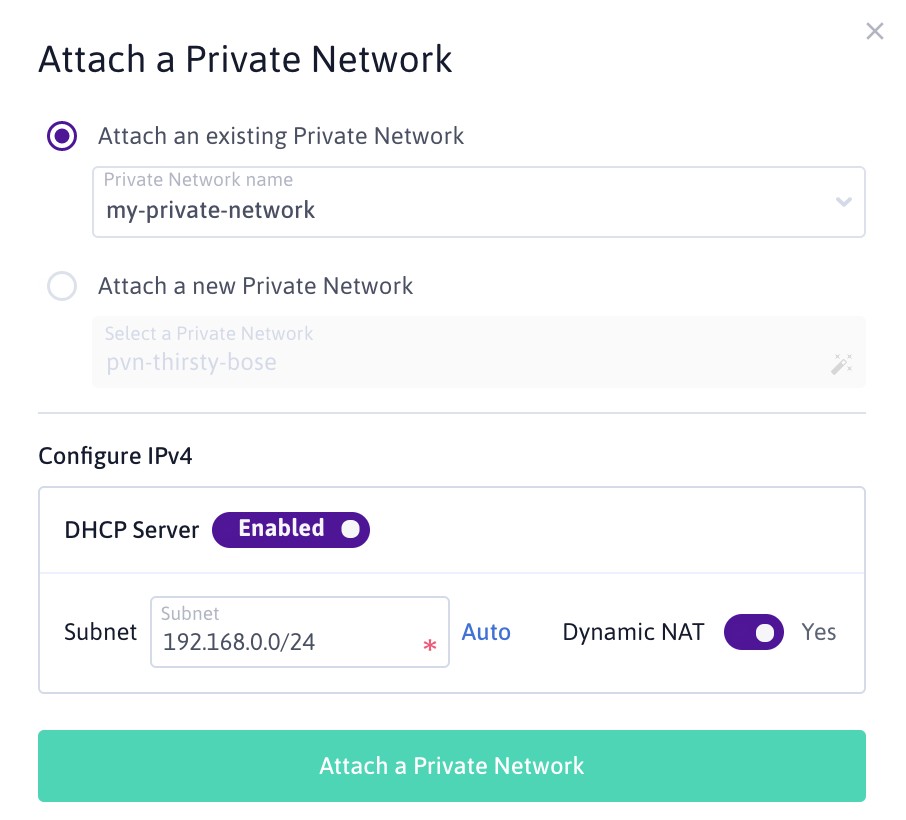 Attach a Private Network
Attach an existing Private Network
Private Network name
my-private-network
Attach a new Private Network
Select a Private Network
pvn-thirsty-bose
Configure IPv4
DHCP Server Enabled
Subnet
Subnet 192.168.0.0/24 * Auto Dynamic NAT Yes
Attach a Private Network